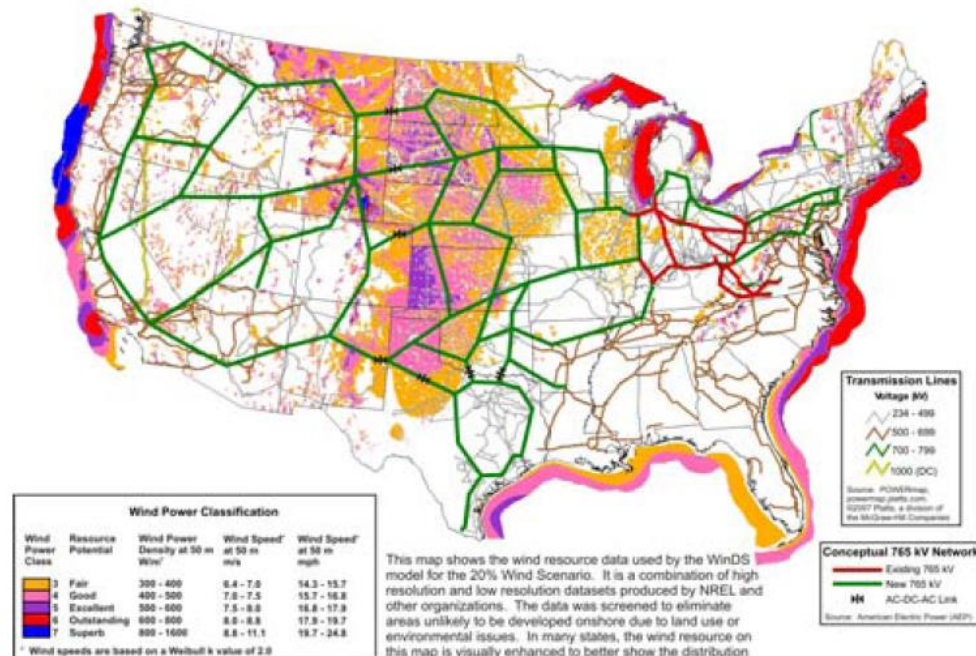 Transmission Lines
Voltage (kV)
234 - 499
500 - 699
700 - 799
1000 (DC)
Source: POWERmap,
powermap.platts.com
©2007 Platts, a division of
the McGraw-Hill Companies
Wind Power Classification
Wind Power Class Resource Potential Wind Power Density at 50 m W/m² Wind Speed* at 50 m m/s Wind Speed* at 50 m mph
3 Fair 300 - 400 6.4 - 7.0 14.3 - 15.7
4 Good 400 - 500 7.0 - 7.5 15.7 - 16.8
5 Excellent 500 - 600 7.5 - 8.0 16.8 - 17.9
6 Outstanding 600 - 800 8.0 - 8.8 17.9 - 19.7
7 Superb 800 - 1600 8.8 - 11.1 19.7 - 24.8
* Wind speeds are based on a Weibull k value of 2.0
This map shows the wind resource data used by the WinDS
model for the 20% Wind Scenario. It is a combination of high
resolution and low resolution datasets produced by NREL and
other organizations. The data was screened to eliminate
areas unlikely to be developed onshore due to land use or
environmental issues. In many states, the wind resource on
this map is visually enhanced to better show the distribution
Conceptual 765 kV Network
Existing 765 kV
New 765 kV
AC-DC-AC Link
Source: American Electric Power (AEP)